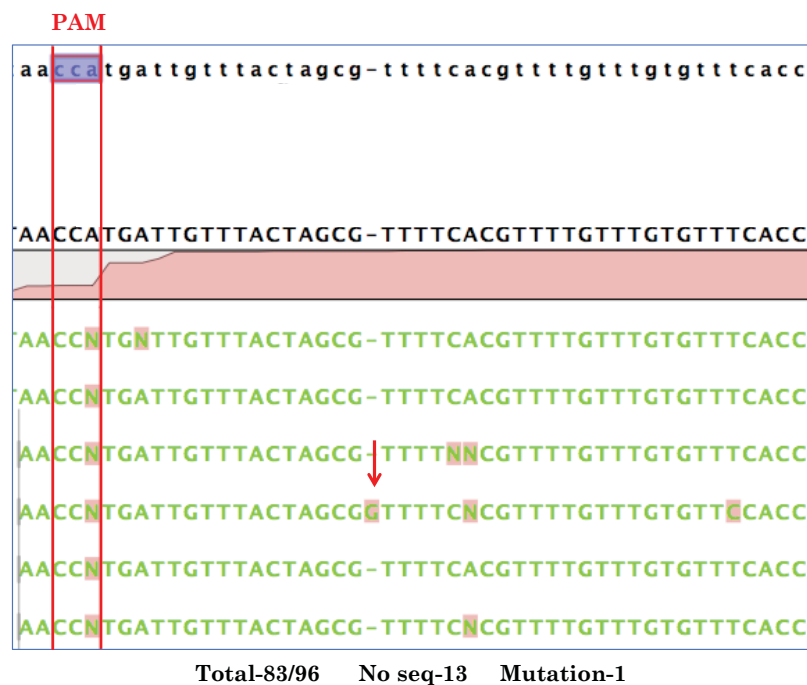 PAM
aaccatgattgtttactagcg-ttttcacgttttgtttgtgtttcacc
TAACCATGATTGTTTACTAGCG-TTTTCACGTTTTGTTTGTGTTTCACC
TAACCNTGNTTGTTTACTAGCG-TTTTCACGTTTTGTTTGTGTTTCACC
TAACCNTGATTGTTTACTAGCG-TTTTCACGTTTTGTTTGTGTTTCACC
AACCNTGATTGTTTACTAGCG-TTTTNNCGTTTTGTTTGTGTTTCACC
AACCNTGATTGTTTACTAGCGGTTTTCNCGTTTTGTTTGTGTTCCACC
AACCNTGATTGTTTACTAGCG-TTTTCACGTTTTGTTTGTGTTTCACC
AACCNTGATTGTTTACTAGCG-TTTTCNCGTTTTGTTTGTGTTTCACC
Total-83/96 No seq-13 Mutation-1